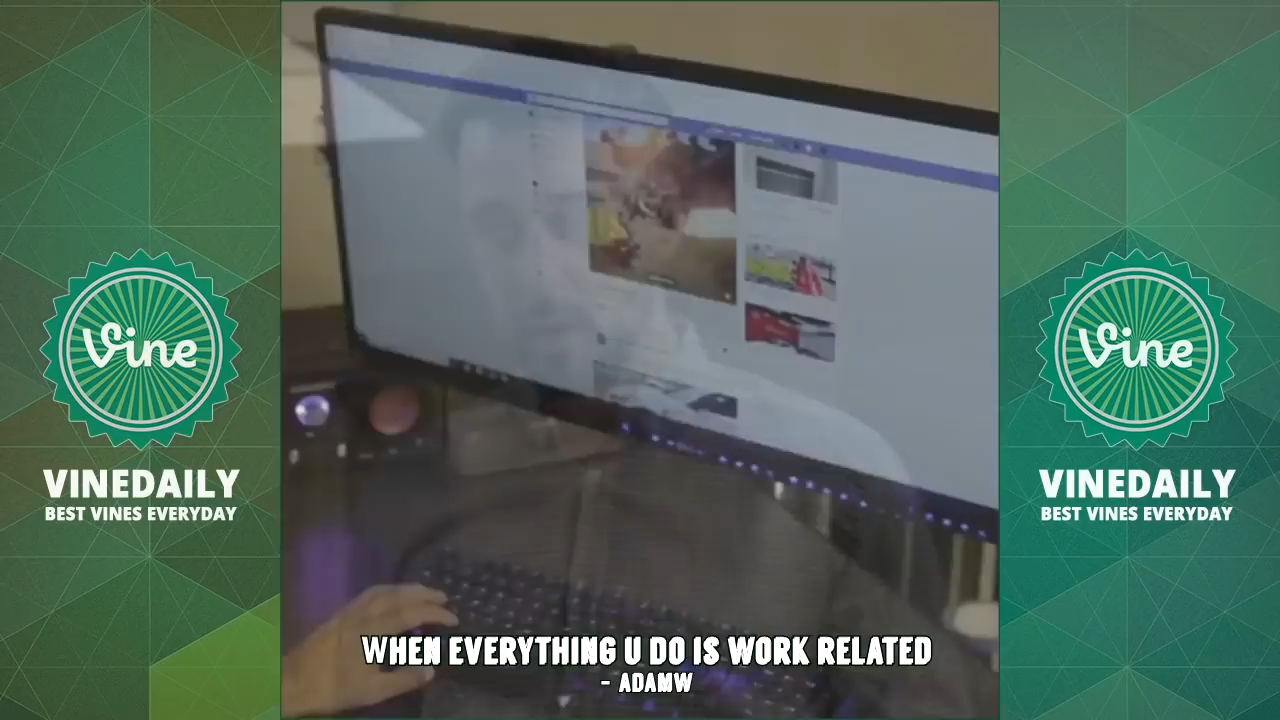 Vine
VINEDAILY
BEST VINES EVERYDAY
Vine
VINEDAILY
BEST VINES EVERYDAY
WHEN EVERYTHING U DO IS WORK RELATED
- ADAMW